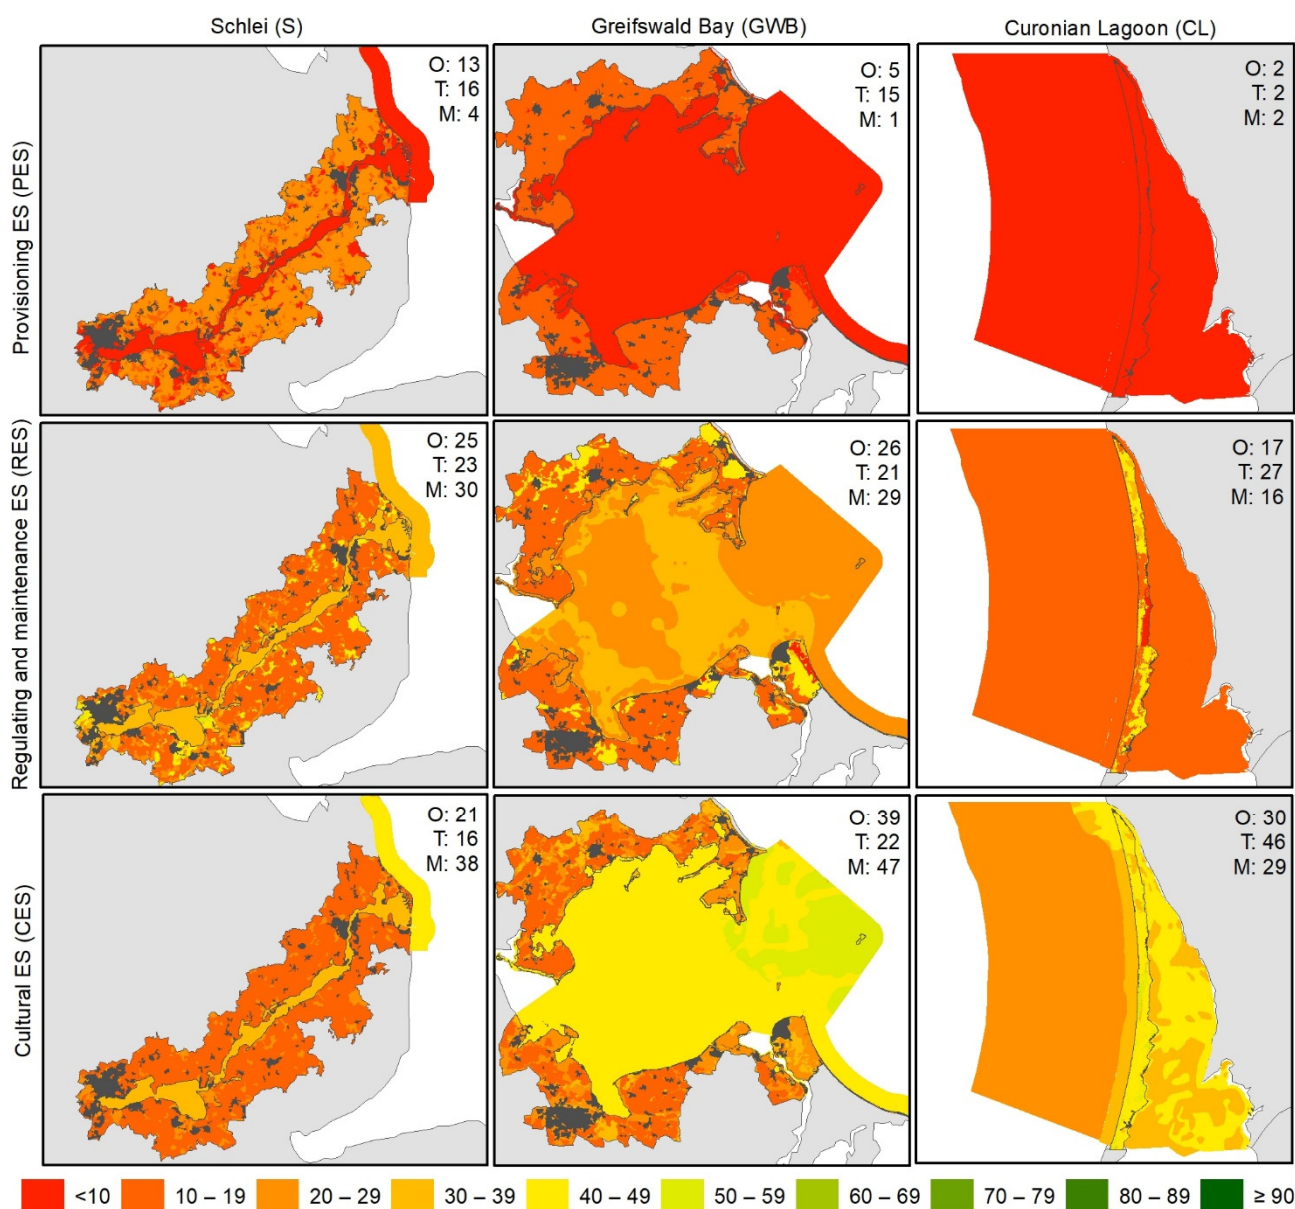 Schlei (S)
Greifswald Bay (GWB)
Curonian Lagoon (CL)
Provisioning ES (PES)
O: 13
T: 16
M: 4
O: 5
T: 15
M: 1
O: 2
T: 2
M: 2
Regulating and maintenance ES (RES)
O: 25
T: 23
M: 30
O: 26
T: 21
M: 29
O: 17
T: 27
M: 16
Cultural ES (CES)
O: 21
T: 16
M: 38
O: 39
T: 22
M: 47
O: 30
T: 46
M: 29
<10 10 – 19 20 – 29 30 – 39 40 – 49 50 – 59 60 – 69 70 – 79 80 – 89 ≥ 90